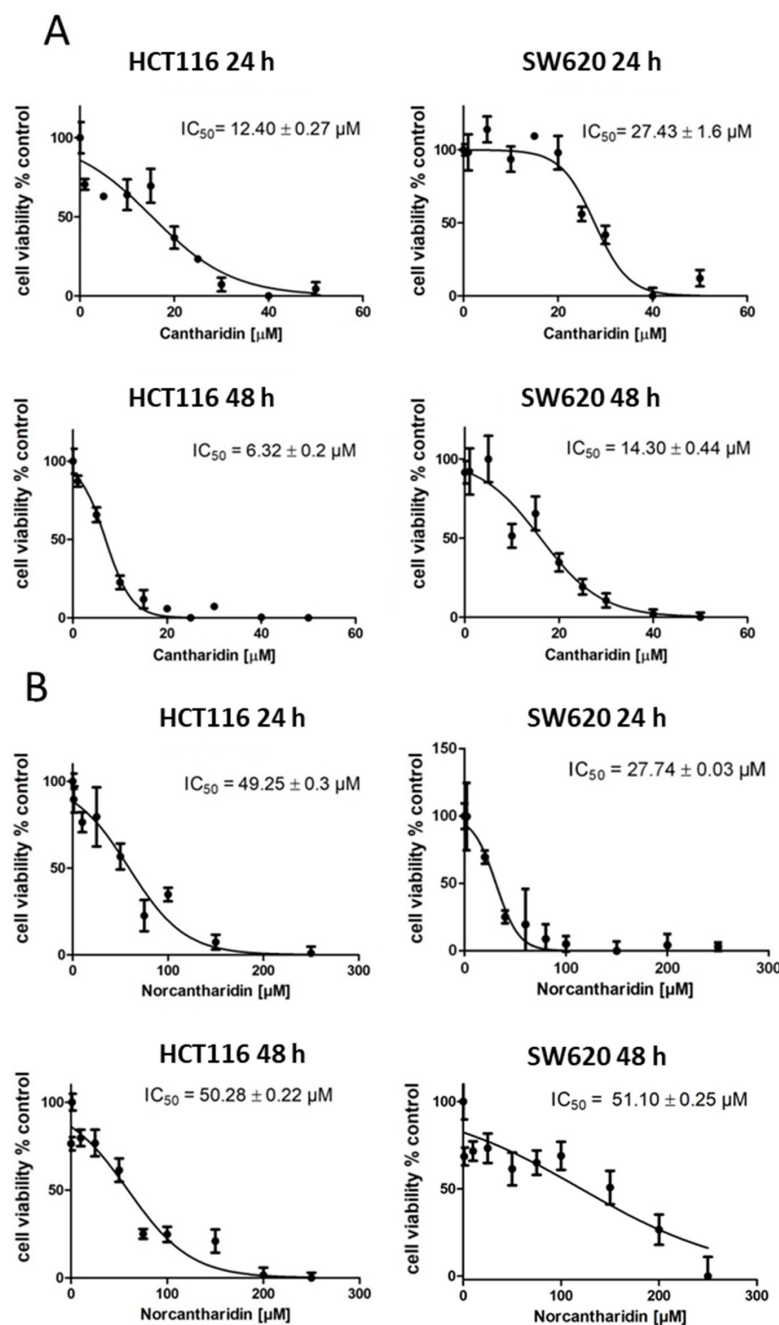 A
HCT116 24 h
IC50 = 12.40 ± 0.27 µM
cell viability % control
100
50
0
0 20 40 60
Cantharidin [µM]
SW620 24 h
IC50= 27.43 ± 1.6 µM
cell viability % control
100
50
0
0 20 40 60
Cantharidin [µM]
HCT116 48 h
IC50 = 6.32 ± 0.2 µM
cell viability % control
100
50
0
0 20 40 60
Cantharidin [µM]
SW620 48 h
IC50 = 14.30 ± 0.44 µM
cell viability % control
100
50
0
0 20 40 60
Cantharidin [µM]
B
HCT116 24 h
IC50 = 49.25 ± 0.3 µM
cell viability % control
100
50
0
0 100 200 300
Norcantharidin [µM]
SW620 24 h
IC50 = 27.74 ± 0.03 µM
cell viability % control
150
100
50
0
0 100 200 300
Norcantharidin [µM]
HCT116 48 h
IC50 = 50.28 ± 0.22 µM
cell viability % control
100
50
0
0 100 200 300
Norcantharidin [µM]
SW620 48 h
IC50 = 51.10 ± 0.25 µM
cell viability % control
100
50
0
0 100 200 300
Norcantharidin [µM]